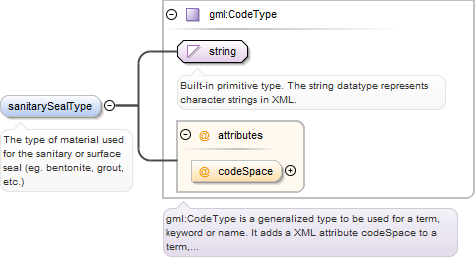 gml:CodeType
string
Built-in primitive type. The string datatype represents
character strings in XML.
sanitarySealType
The type of material used
for the sanitary or surface
seal (eg. bentonite, grout,
etc.)
@ attributes
@ codeSpace
gml:CodeType is a generalized type to be used for a term,
keyword or name. It adds a XML attribute codeSpace to a
term,...